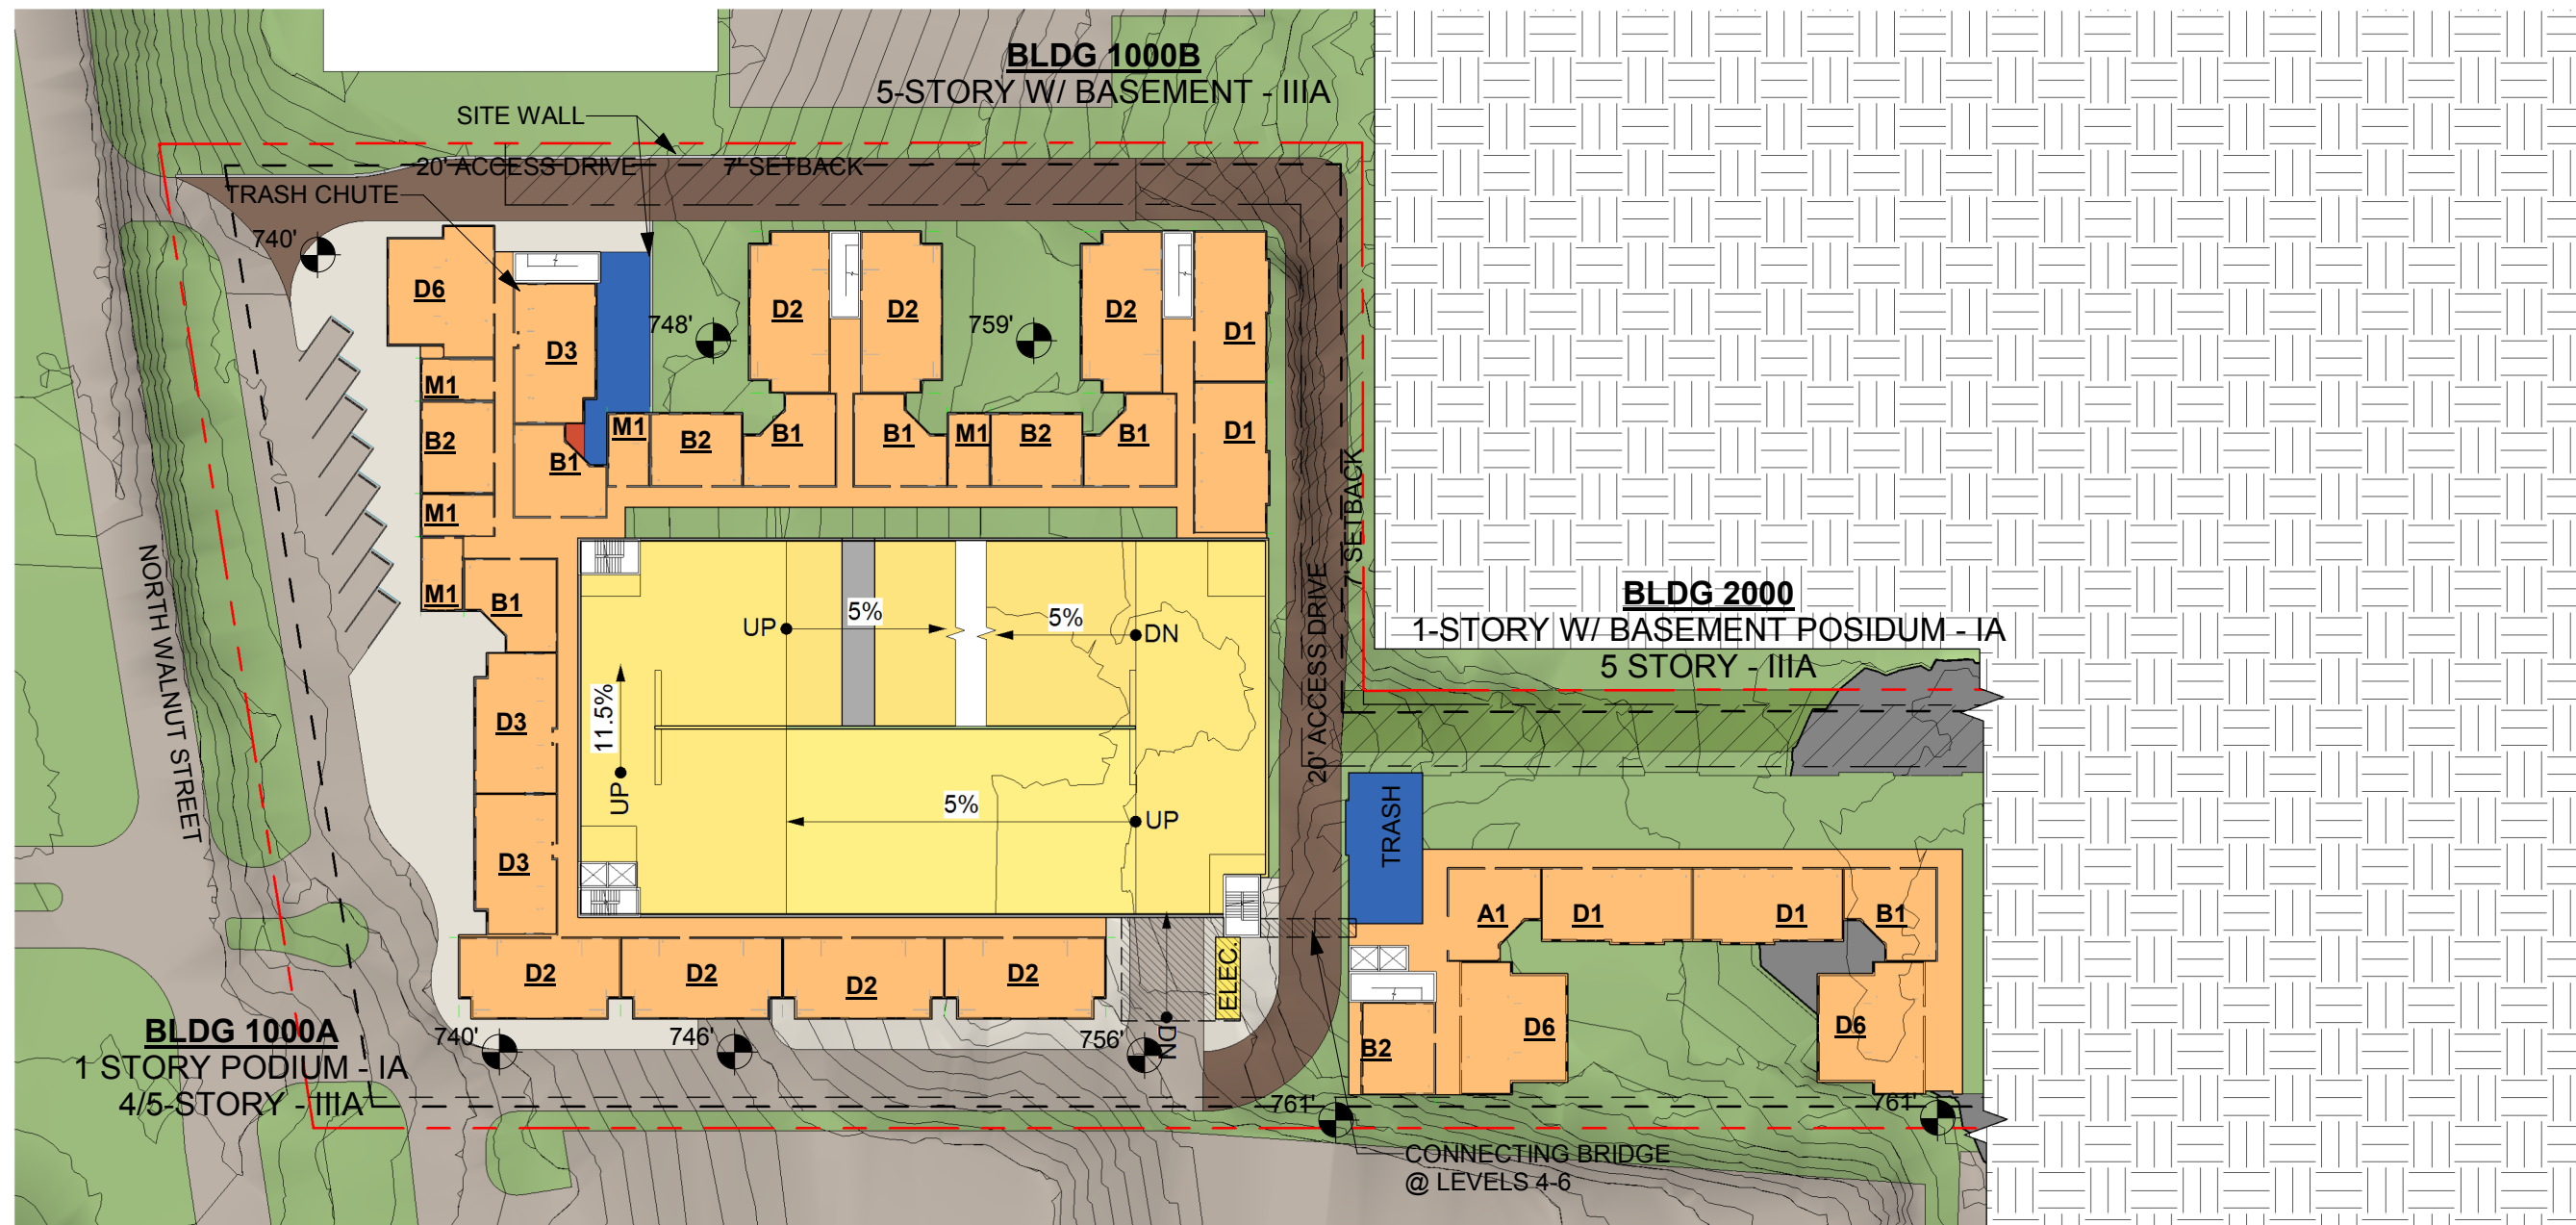 BLDG 1000B
5-STORY W/ BASEMENT - IIIA
SITE WALL
20' ACCESS DRIVE
7' SETBACK
TRASH CHUTE
740'
D6
D3
M1
B2
M1
M1
B1
B1
748'
D2
D2
759'
D2
D1
D1
M1
B2
B1
B1
M1
B2
B1
7' SETBACK
20' ACCESS DRIVE
NORTH WALNUT STREET
UP
5%
5%
DN
11.5%
UP
5%
UP
D3
D3
BLDG 2000
1-STORY W/ BASEMENT POSIDUM - IA
5 STORY - IIIA
TRASH
A1
D1
D1
B1
D2
D2
D2
D2
ELEC.
DN
B2
D6
D6
BLDG 1000A
1 STORY PODIUM - IA
4/5-STORY - IIIA
740'
746'
756'
761'
761'
CONNECTING BRIDGE
@ LEVELS 4-6